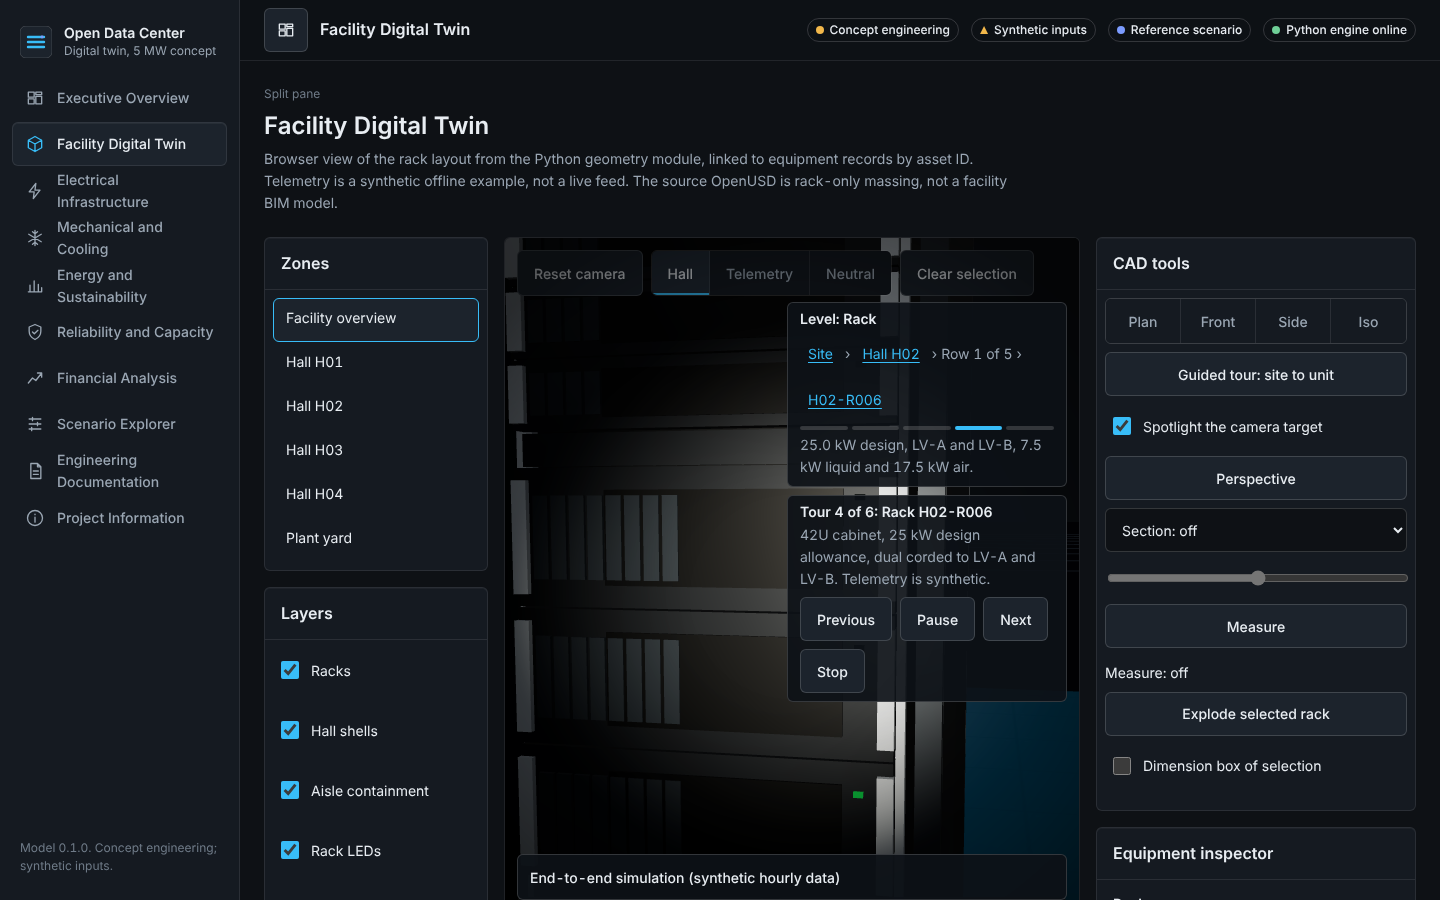 Open Data Center
Digital twin, 5 MW concept
Executive Overview
Facility Digital Twin
Electrical
Infrastructure
Mechanical and
Cooling
Energy and
Sustainability
Reliability and Capacity
Financial Analysis
Scenario Explorer
Engineering
Documentation
Project Information
Model 0.1.0. Concept engineering;
synthetic inputs.
Facility Digital Twin
Concept engineering
Synthetic inputs
Reference scenario
Python engine online
Split pane
Facility Digital Twin
Browser view of the rack layout from the Python geometry module, linked to equipment records by asset ID.
Telemetry is a synthetic offline example, not a live feed. The source OpenUSD is rack-only massing, not a facility
BIM model.
Zones
Facility overview
Hall H01
Hall H02
Hall H03
Hall H04
Plant yard
Layers
Racks
Hall shells
Aisle containment
Rack LEDs
Reset camera
Hall
Telemetry
Neutral
Clear selection
Level: Rack
Site › Hall H02 › Row 1 of 5 ›
H02-R006
25.0 kW design, LV-A and LV-B, 7.5
kW liquid and 17.5 kW air.
Tour 4 of 6: Rack H02-R006
42U cabinet, 25 kW design
allowance, dual corded to LV-A and
LV-B. Telemetry is synthetic.
Previous
Pause
Next
Stop
End-to-end simulation (synthetic hourly data)
CAD tools
Plan
Front
Side
Iso
Guided tour: site to unit
Spotlight the camera target
Perspective
Section: off
Measure
Measure: off
Explode selected rack
Dimension box of selection
Equipment inspector